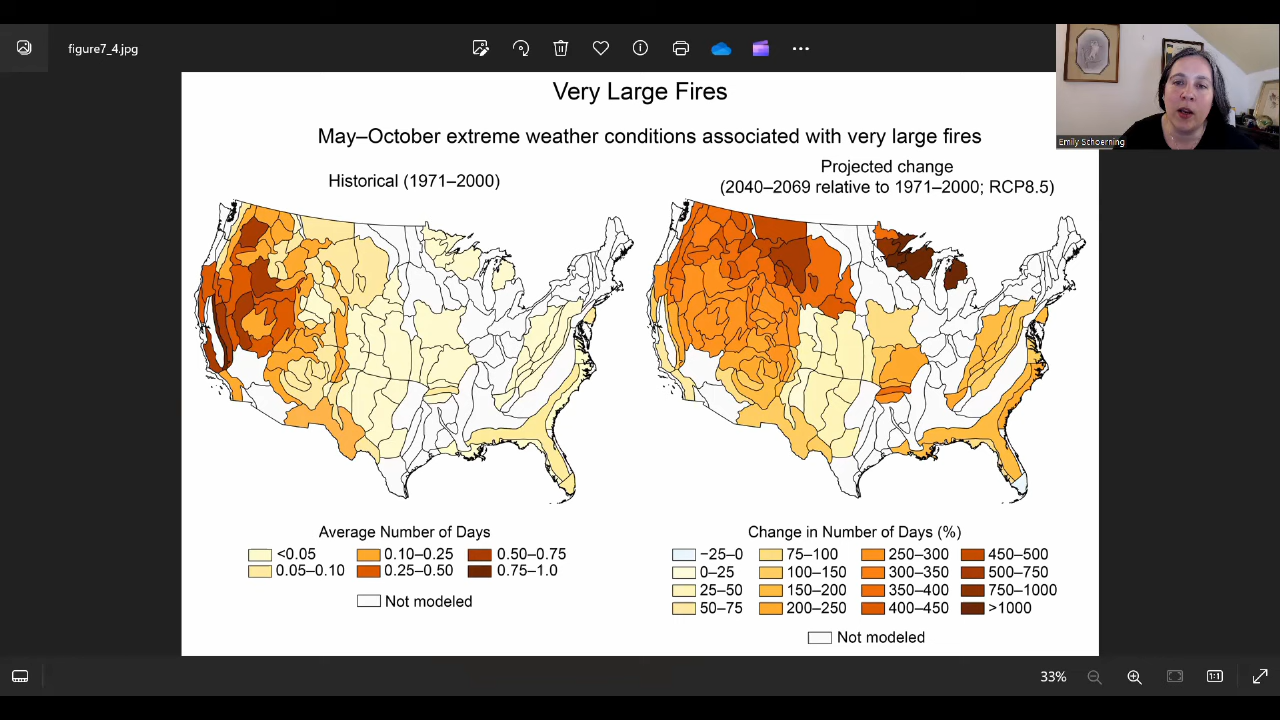 figure7_4.jpg
Emily Schoerning
Very Large Fires
May–October extreme weather conditions associated with very large fires
Historical (1971–2000)
Projected change
(2040–2069 relative to 1971–2000; RCP8.5)
Average Number of Days
<0.05
0.05–0.10
0.10–0.25
0.25–0.50
0.50–0.75
0.75–1.0
Not modeled
Change in Number of Days (%)
−25–0
0–25
25–50
50–75
75–100
100–150
150–200
200–250
250–300
300–350
350–400
400–450
450–500
500–750
750–1000
>1000
Not modeled
33%
1:1